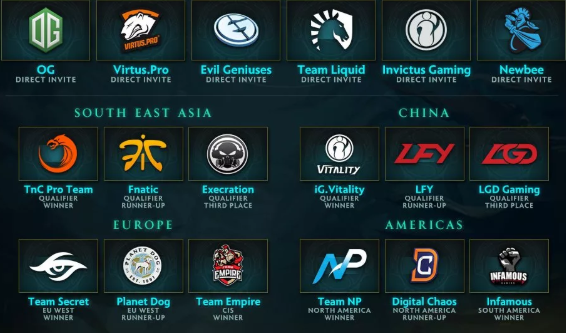 OG
VIRTUS.PRO
OG Virtus.Pro Evil Geniuses Team Liquid Invictus Gaming Newbee
DIRECT INVITE DIRECT INVITE DIRECT INVITE DIRECT INVITE DIRECT INVITE DIRECT INVITE
SOUTH EAST ASIA CHINA
ViTALiTY LFY LGD
TnC Pro Team Fnatic Execration iG.Vitality LFY LGD Gaming
QUALIFIER QUALIFIER QUALIFIER QUALIFIER QUALIFIER QUALIFIER
WINNER RUNNER-UP THIRD PLACE WINNER RUNNER-UP THIRD PLACE
EUROPE AMERICAS
PLANET DOG EMPIRE NP INFAMOUS
Team Secret Planet Dog Team Empire Team NP Digital Chaos Infamous
EU WEST EU WEST CIS NORTH AMERICA NORTH AMERICA SOUTH AMERICA
WINNER RUNNER-UP WINNER WINNER RUNNER-UP WINNER